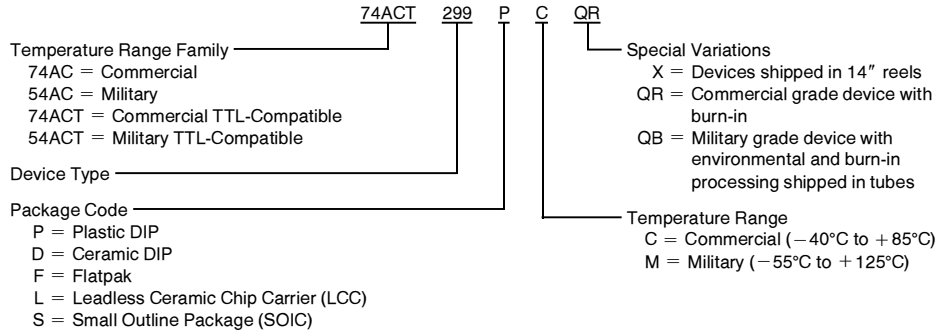 74ACT 299 P C QR
Temperature Range Family
74AC = Commercial
54AC = Military
74ACT = Commercial TTL-Compatible
54ACT = Military TTL-Compatible
Device Type
Package Code
P = Plastic DIP
D = Ceramic DIP
F = Flatpak
L = Leadless Ceramic Chip Carrier (LCC)
S = Small Outline Package (SOIC)
Special Variations
X = Devices shipped in 14″ reels
QR = Commercial grade device with
burn-in
QB = Military grade device with
environmental and burn-in
processing shipped in tubes
Temperature Range
C = Commercial (−40°C to +85°C)
M = Military (−55°C to +125°C)